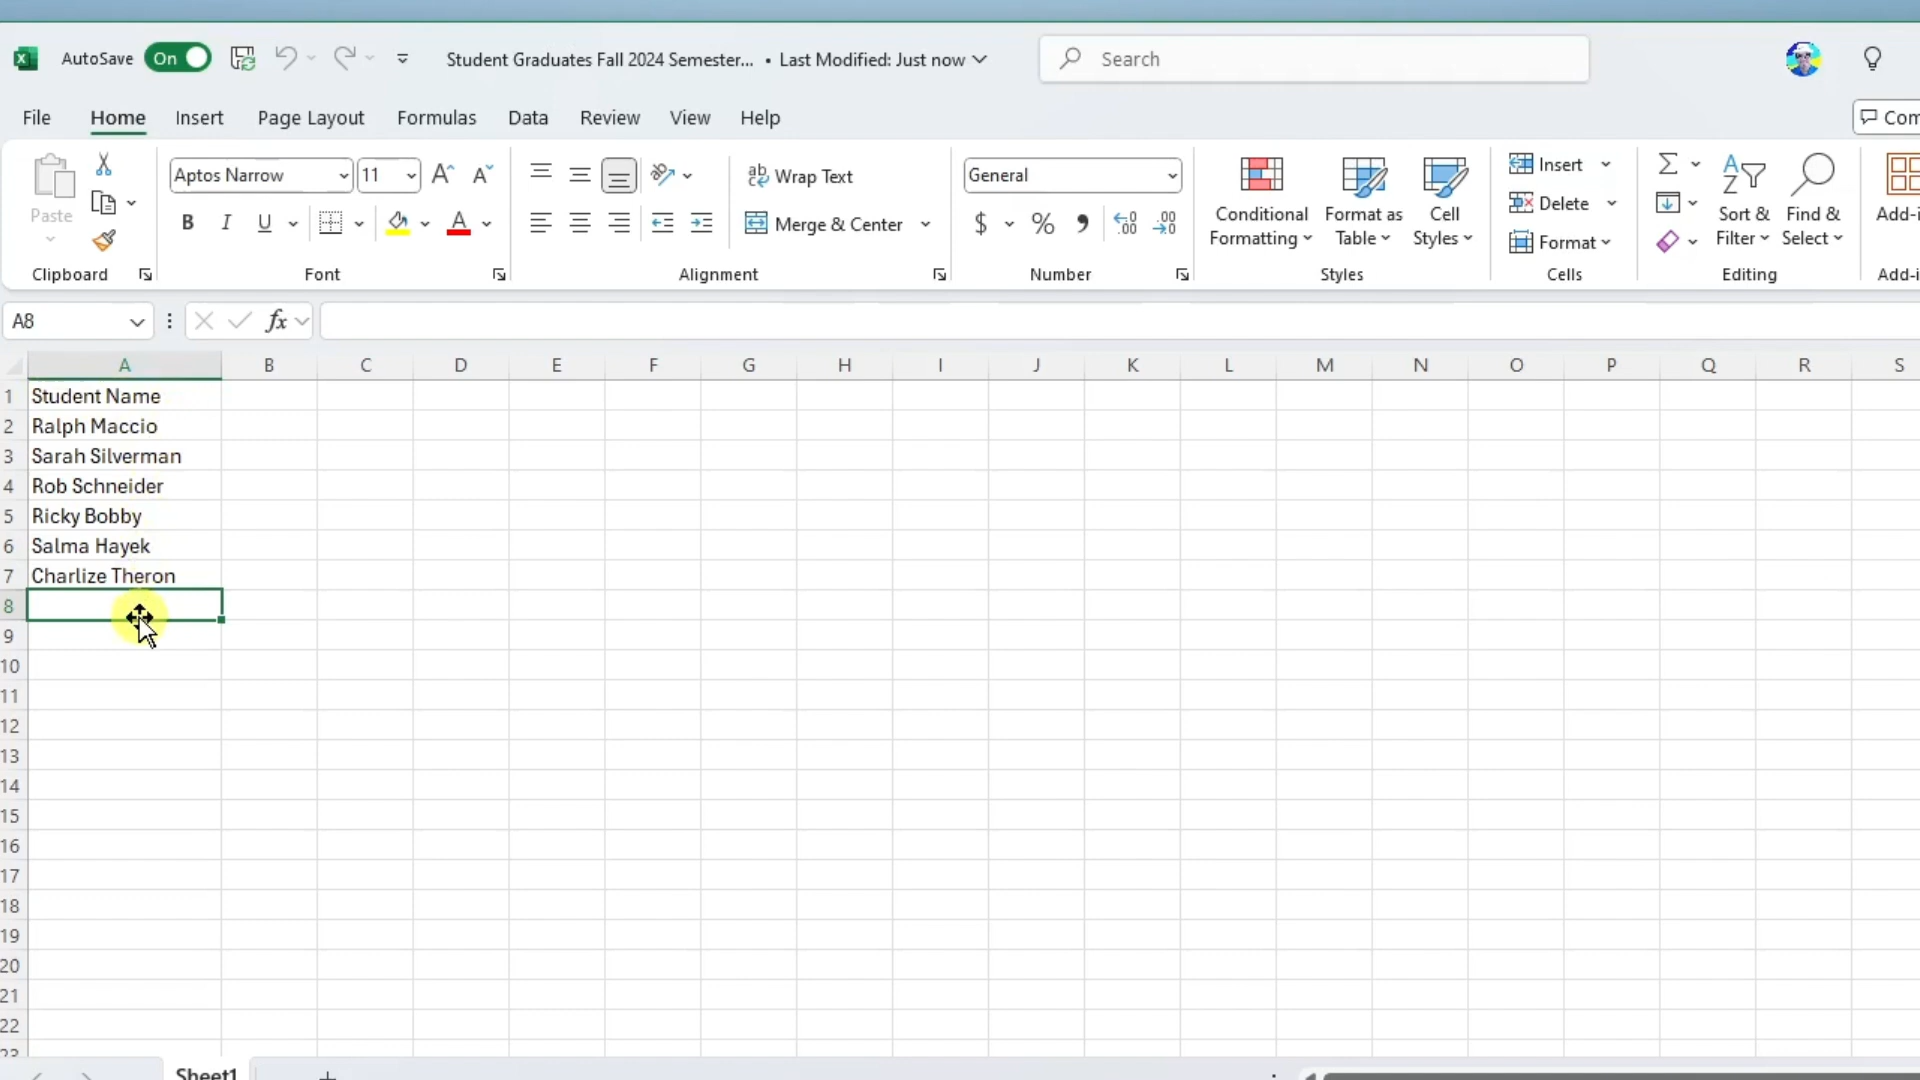 AutoSave On Student Graduates Fall 2024 Semester... • Last Modified: Just now Search
File Home Insert Page Layout Formulas Data Review View Help
Paste
Clipboard
Aptos Narrow 11
B I U A
Font
ab Wrap Text
Merge & Center
Alignment
General
$ % , .00
Number
Conditional Formatting
Format as Table
Cell Styles
Styles
Insert
Delete
Format
Cells
Sort & Filter
Find & Select
Editing
A8 fx
A B C D E F G H I J K L M N O P Q R S
1 Student Name
2 Ralph Maccio
3 Sarah Silverman
4 Rob Schneider
5 Ricky Bobby
6 Salma Hayek
7 Charlize Theron
8
9
10
11
12
13
14
15
16
17
18
19
20
21
22
Sheet1